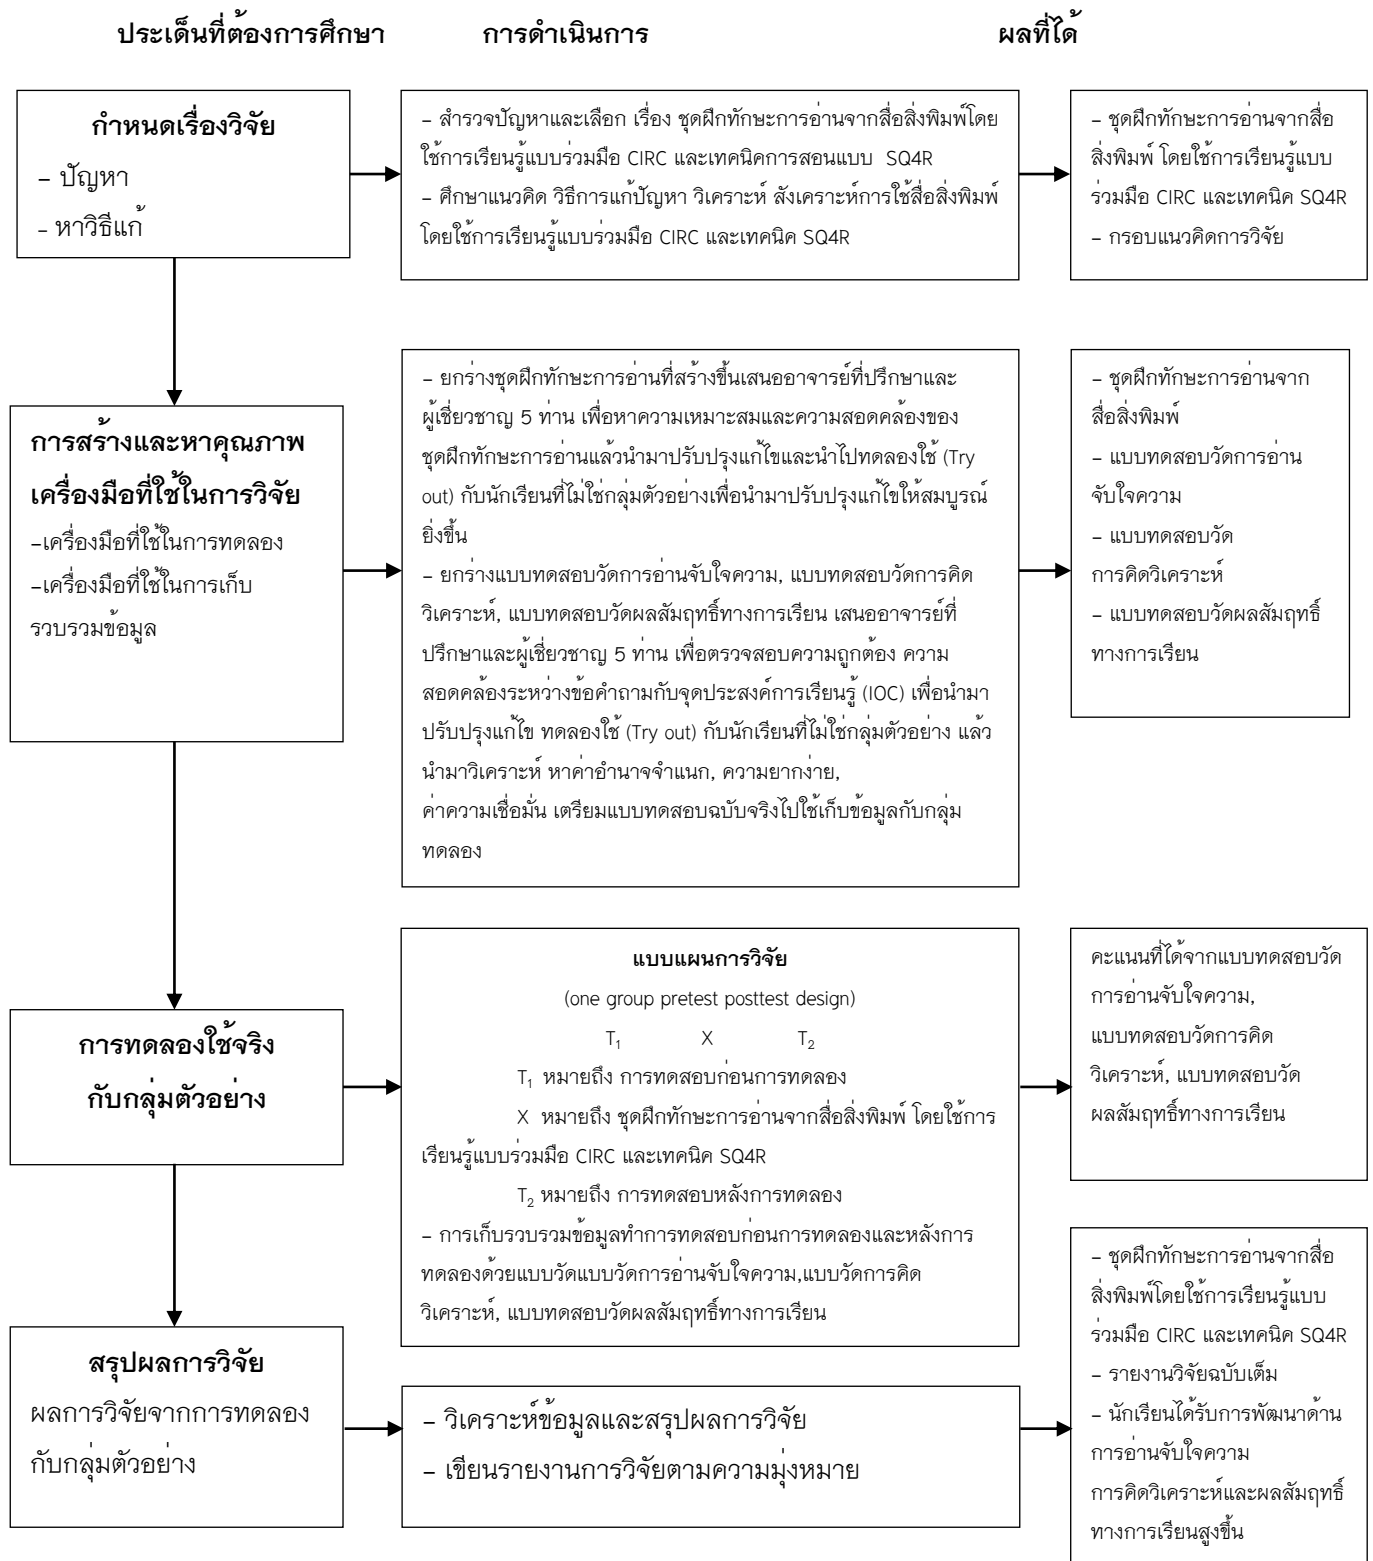 ประเด็นที่ต้องการศึกษา การดำเนินการ ผลที่ได้
กำหนดเรื่องวิจัย
– ปัญหา
– หาวิธีแก้
– สำรวจปัญหาและเลือก เรื่อง ชุดฝึกทักษะการอ่านจากสื่อสิ่งพิมพ์โดย
ใช้การเรียนรู้แบบร่วมมือ CIRC และเทคนิคการสอนแบบ SQ4R
– ศึกษาแนวคิด วิธีการแก้ปัญหา วิเคราะห์ สังเคราะห์การใช้สื่อสิ่งพิมพ์
โดยใช้การเรียนรู้แบบร่วมมือ CIRC และเทคนิค SQ4R
– ชุดฝึกทักษะการอ่านจากสื่อ
สิ่งพิมพ์ โดยใช้การเรียนรู้แบบ
ร่วมมือ CIRC และเทคนิค SQ4R
– กรอบแนวคิดการวิจัย
การสร้างและหาคุณภาพ
เครื่องมือที่ใช้ในการวิจัย
–เครื่องมือที่ใช้ในการทดลอง
–เครื่องมือที่ใช้ในการเก็บ
รวบรวมข้อมูล
– ยกร่างชุดฝึกทักษะการอ่านที่สร้างขึ้นเสนออาจารย์ที่ปรึกษาและ
ผู้เชี่ยวชาญ 5 ท่าน เพื่อหาความเหมาะสมและความสอดคล้องของ
ชุดฝึกทักษะการอ่านแล้วนำมาปรับปรุงแก้ไขและนำไปทดลองใช้ (Try
out) กับนักเรียนที่ไม่ใช่กลุ่มตัวอย่างเพื่อนำมาปรับปรุงแก้ไขให้สมบูรณ์
ยิ่งขึ้น
– ยกร่างแบบทดสอบวัดการอ่านจับใจความ, แบบทดสอบวัดการคิด
วิเคราะห์, แบบทดสอบวัดผลสัมฤทธิ์ทางการเรียน เสนออาจารย์ที่
ปรึกษาและผู้เชี่ยวชาญ 5 ท่าน เพื่อตรวจสอบความถูกต้อง ความ
สอดคล้องระหว่างข้อคำถามกับจุดประสงค์การเรียนรู้ (IOC) เพื่อนำมา
ปรับปรุงแก้ไข ทดลองใช้ (Try out) กับนักเรียนที่ไม่ใช่กลุ่มตัวอย่าง แล้ว
นำมาวิเคราะห์ หาค่าอำนาจจำแนก, ความยากง่าย,
ค่าความเชื่อมั่น เตรียมแบบทดสอบฉบับจริงไปใช้เก็บข้อมูลกับกลุ่ม
ทดลอง
– ชุดฝึกทักษะการอ่านจาก
สื่อสิ่งพิมพ์
– แบบทดสอบวัดการอ่าน
จับใจความ
– แบบทดสอบวัด
การคิดวิเคราะห์
– แบบทดสอบวัดผลสัมฤทธิ์
ทางการเรียน
การทดลองใช้จริง
กับกลุ่มตัวอย่าง
แบบแผนการวิจัย
(one group pretest posttest design)
T₁ X T₂
T₁ หมายถึง การทดสอบก่อนการทดลอง
X หมายถึง ชุดฝึกทักษะการอ่านจากสื่อสิ่งพิมพ์ โดยใช้การ
เรียนรู้แบบร่วมมือ CIRC และเทคนิค SQ4R
T₂ หมายถึง การทดสอบหลังการทดลอง
– การเก็บรวบรวมข้อมูลทำการทดสอบก่อนการทดลองและหลังการ
ทดลองด้วยแบบวัดแบบวัดการอ่านจับใจความ,แบบวัดการคิด
วิเคราะห์, แบบทดสอบวัดผลสัมฤทธิ์ทางการเรียน
คะแนนที่ได้จากแบบทดสอบวัด
การอ่านจับใจความ,
แบบทดสอบวัดการคิด
วิเคราะห์, แบบทดสอบวัด
ผลสัมฤทธิ์ทางการเรียน
สรุปผลการวิจัย
ผลการวิจัยจากการทดลอง
กับกลุ่มตัวอย่าง
– วิเคราะห์ข้อมูลและสรุปผลการวิจัย
– เขียนรายงานการวิจัยตามความมุ่งหมาย
– ชุดฝึกทักษะการอ่านจากสื่อ
สิ่งพิมพ์โดยใช้การเรียนรู้แบบ
ร่วมมือ CIRC และเทคนิค SQ4R
– รายงานวิจัยฉบับเต็ม
– นักเรียนได้รับการพัฒนาด้าน
การอ่านจับใจความ
การคิดวิเคราะห์และผลสัมฤทธิ์
ทางการเรียนสูงขึ้น